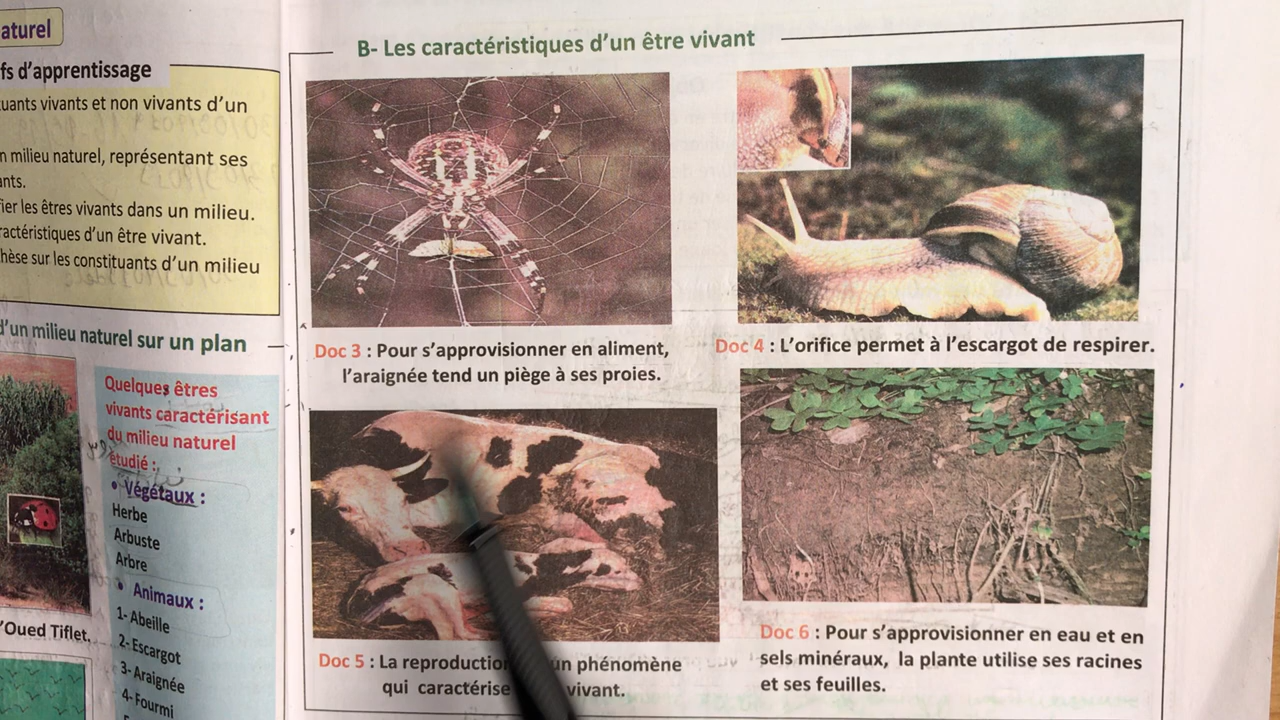 aturel
fs d'apprentissage
uants vivants et non vivants d'un
n milieu naturel, représentant ses
ants.
fier les êtres vivants dans un milieu.
ractéristiques d'un être vivant.
hèse sur les constituants d'un milieu
d'un milieu naturel sur un plan
Quelques êtres
vivants caractérisant
du milieu naturel
étudié :
• Végétaux :
Herbe
Arbuste
Arbre
• Animaux :
1- Abeille
2- Escargot
3- Araignée
4- Fourmi
'Oued Tiflet.
B- Les caractéristiques d'un être vivant
Doc 3 : Pour s'approvisionner en aliment,
l'araignée tend un piège à ses proies.
Doc 4 : L'orifice permet à l'escargot de respirer.
Doc 5 : La reproduction un phénomène
qui caractérise vivant.
Doc 6 : Pour s'approvisionner en eau et en
sels minéraux, la plante utilise ses racines
et ses feuilles.